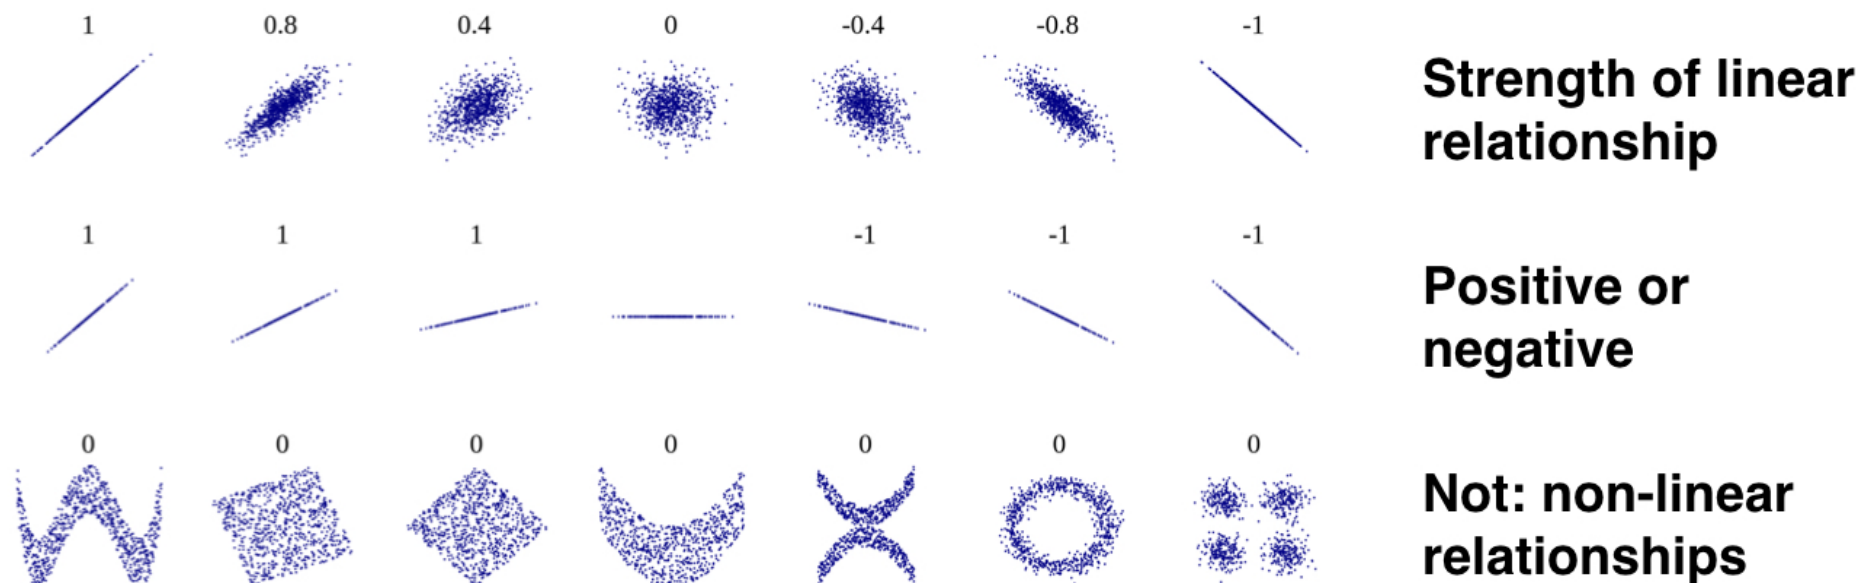 1 0.8 0.4 0 -0.4 -0.8 -1
Strength of linear
relationship
1 1 1 -1 -1 -1
Positive or
negative
0 0 0 0 0 0 0
Not: non-linear
relationships